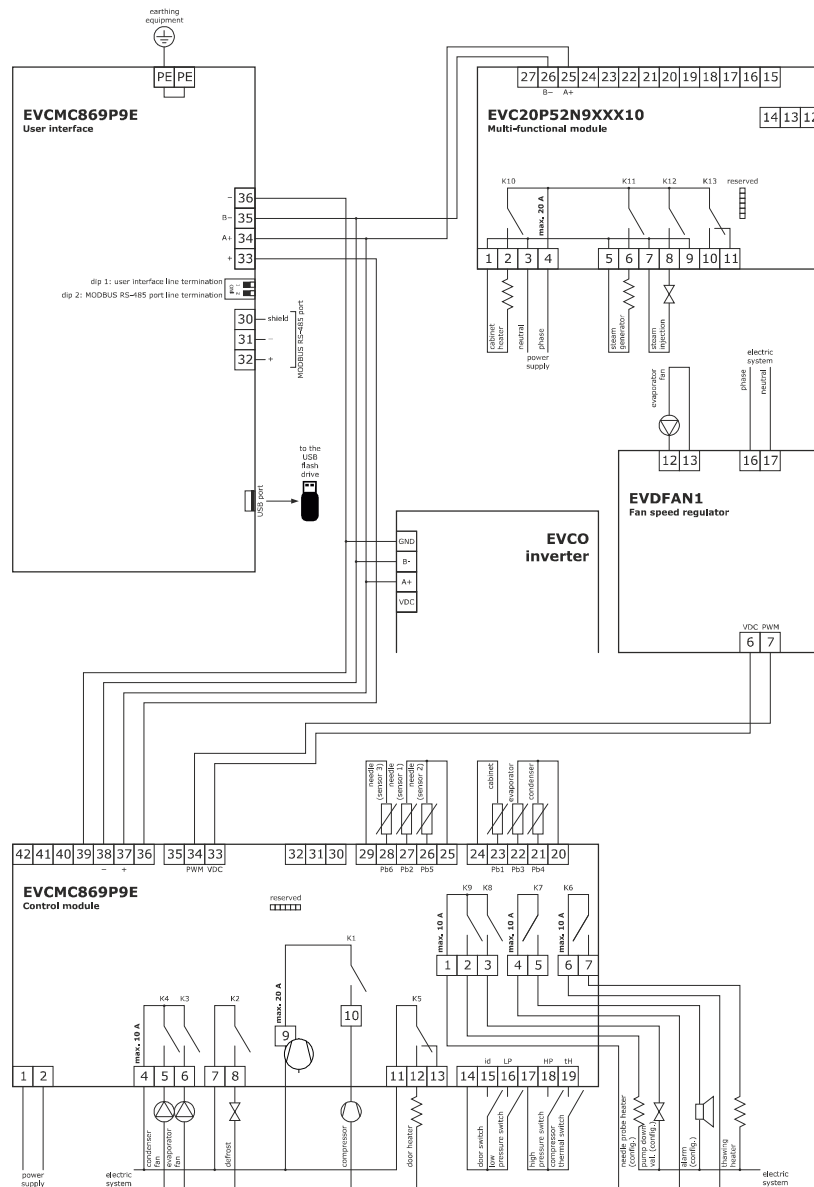 earthing
equipment
PE PE
EVCMC869P9E
User interface
− 36
B− 35
A+ 34
+ 33
dip 1: user interface line termination
dip 2: MODBUS RS-485 port line termination
30 shield
31 −
32 +
MODBUS RS-485 port
USB port
to the
USB
flash
drive
27 26 25 24 23 22 21 20 19 18 17 16 15
B− A+
EVC20P52N9XXX10
Multi-functional module
14 13 12
K10 K11 K12 K13 reserved
max. 20 A
1 2 3 4 5 6 7 8 9 10 11
cabinet
heater
neutral
phase
power
supply
steam
generator
steam
injection
evaporator
fan
electric
system
phase
neutral
12 13 16 17
EVDFAN1
Fan speed regulator
VDC PWM
6 7
EVCO
inverter
GND
B-
A+
VDC
needle
(sensor 3)
needle
(sensor 1)
needle
(sensor 2)
cabinet
evaporator
condenser
42 41 40 39 38 37 36 35 34 33 32 31 30 29 28 27 26 25 24 23 22 21 20
− + PWM VDC Pb6 Pb2 Pb5 Pb1 Pb3 Pb4
EVCMC869P9E
Control module
reserved
K9 K8 K7 K6
max. 10 A
max. 10 A
max. 10 A
1 2 3 4 5 6 7
K1
max. 20 A
9 10
K4 K3 K2 K5
max. 10 A
id LP HP tH
1 2 4 5 6 7 8 11 12 13 14 15 16 17 18 19
power
supply
electric
system
condenser
fan
evaporator
fan
defrost
compressor
door heater
door switch
low
pressure switch
high
pressure switch
compressor
thermal switch
needle probe heater
(config.)
pump down
val. (config.)
alarm
(config.)
thawing
heater
electric
system